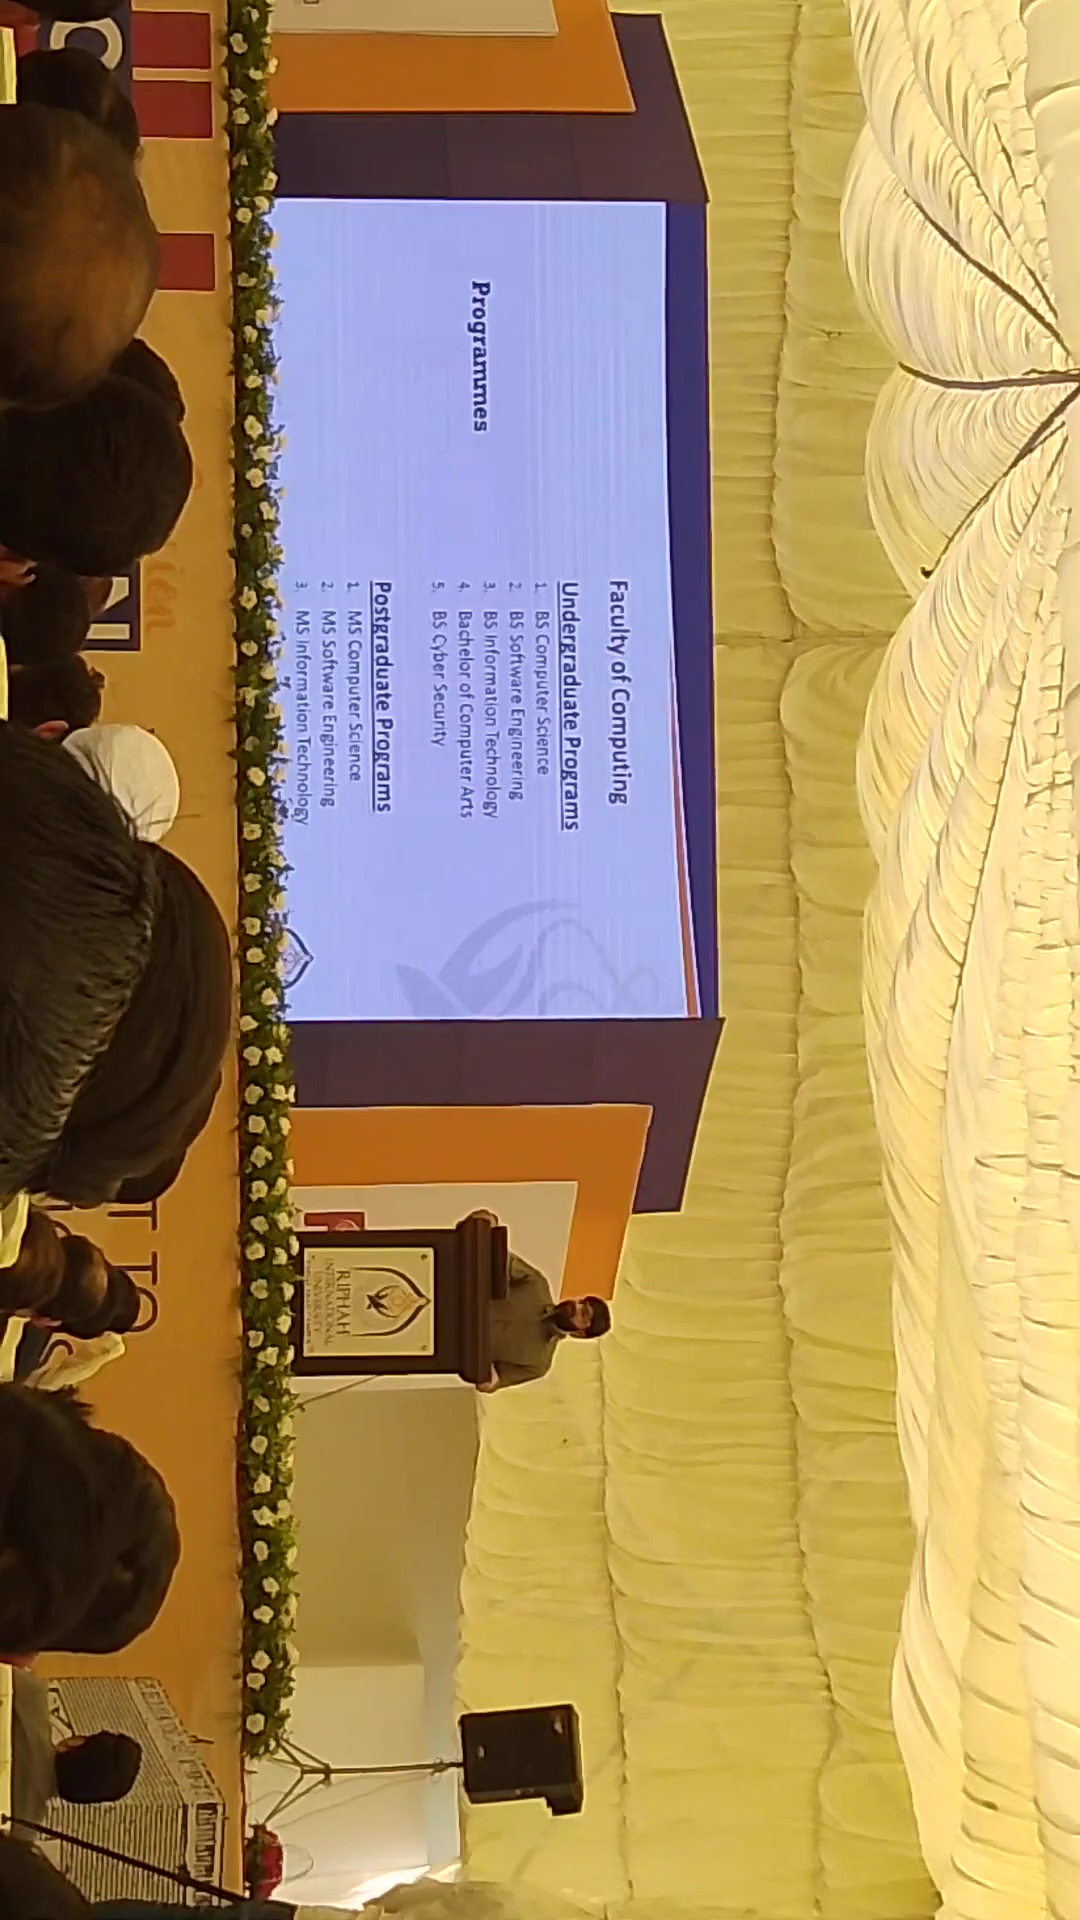 Programmes
Faculty of Computing
Undergraduate Programs
1. BS Computer Science
2. BS Software Engineering
3. BS Information Technology
4. Bachelor of Computer Arts
5. BS Cyber Security
Postgraduate Programs
1. MS Computer Science
2. MS Software Engineering
3. MS Information Technology
RIPHAH
INTERNATIONAL
UNIVERSITY